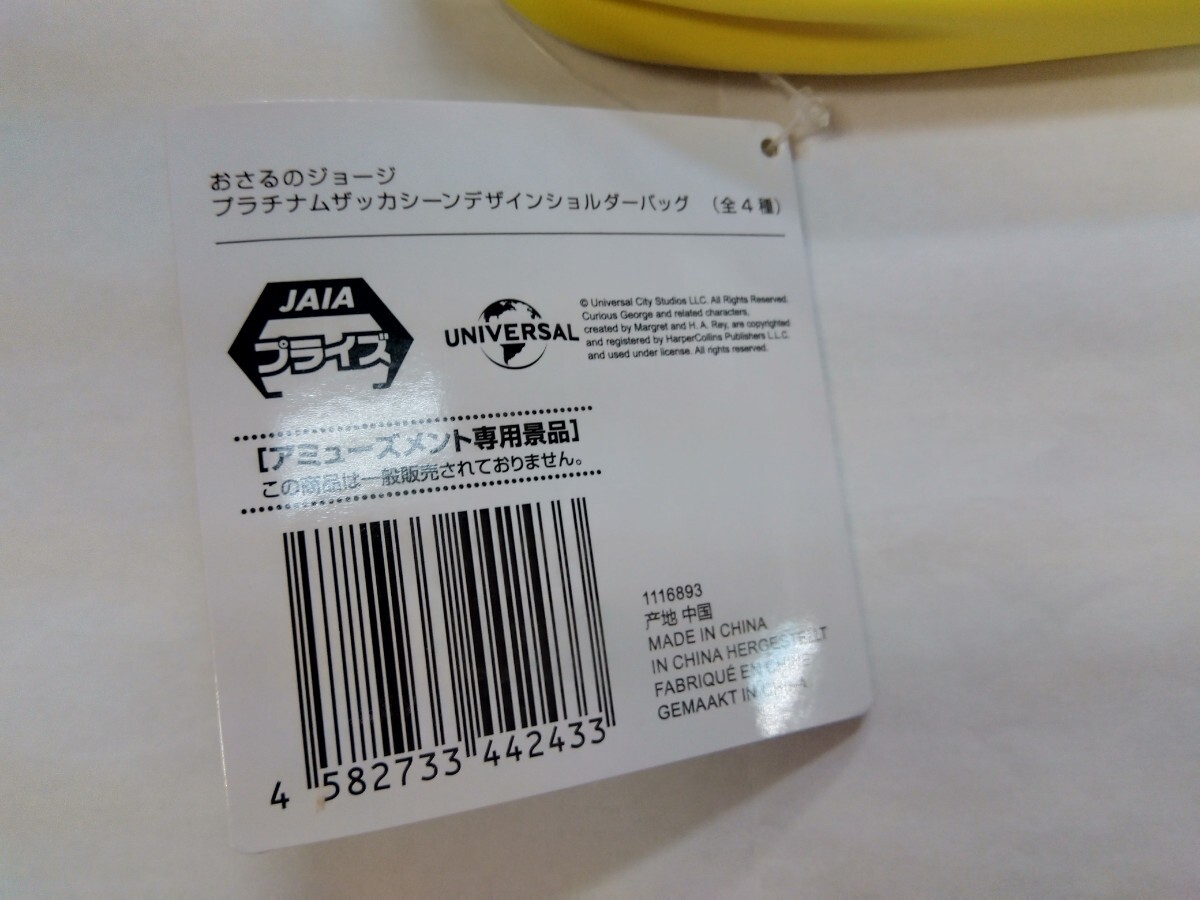 おさるのジョージ
プラチナムザッカシーンデザインショルダーバッグ (全4種)
JAIA
プライズ
UNIVERSAL
© Universal City Studios LLC. All Rights Reserved.
Curious George and related characters,
created by Margret and H. A. Rey, are copyrighted
and registered by HarperCollins Publishers L.L.C.
and used under license. All rights reserved.
[アミューズメント専用景品]
この商品は一般販売されておりません。
1116893
产地 中国
MADE IN CHINA
IN CHINA HERGESTELLT
FABRIQUÉ EN CHINE
GEMAAKT IN CHINA
4 582733 442433